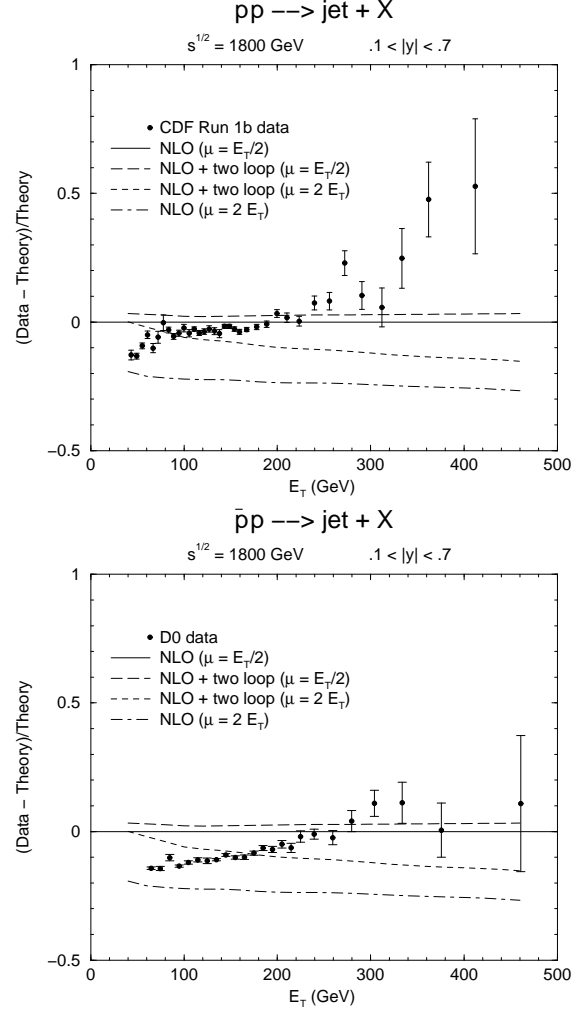 pp −−> jet + X
s^1/2 = 1800 GeV .1 < |y| < .7
1
CDF Run 1b data
NLO (μ = E_T/2)
NLO + two loop (μ = E_T/2)
NLO + two loop (μ = 2 E_T)
NLO (μ = 2 E_T)
0.5
(Data − Theory)/Theory
0
−0.5
0 100 200 300 400 500
E_T (GeV)
p̄p −−> jet + X
s^1/2 = 1800 GeV .1 < |y| < .7
1
D0 data
NLO (μ = E_T/2)
NLO + two loop (μ = E_T/2)
NLO + two loop (μ = 2 E_T)
NLO (μ = 2 E_T)
0.5
(Data − Theory)/Theory
0
−0.5
0 100 200 300 400 500
E_T (GeV)